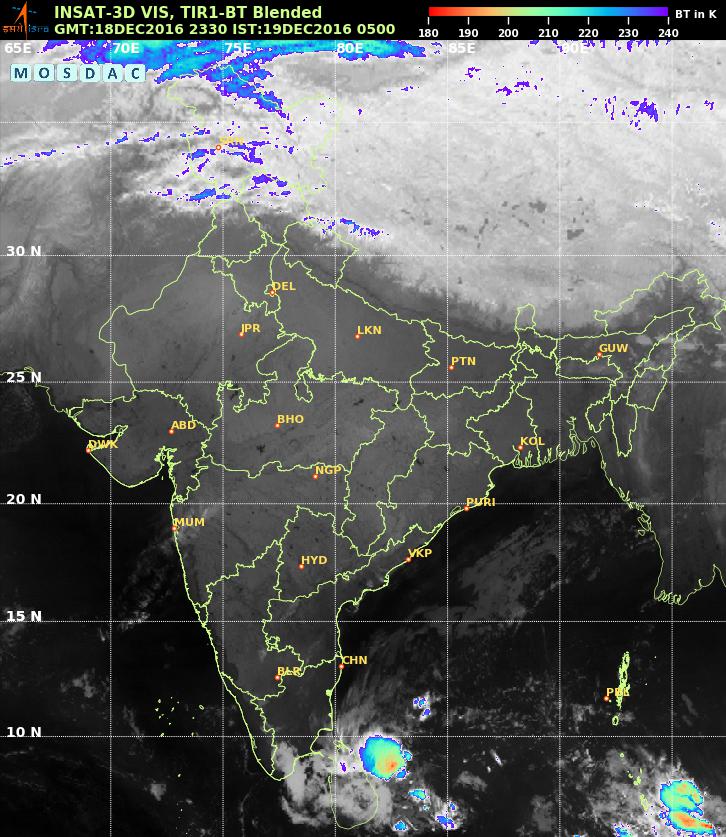 INSAT-3D VIS, TIR1-BT Blended
GMT:18DEC2016 2330 IST:19DEC2016 0500
180 190 200 210 220 230 240 BT in K
65E 70E 75E 80E 85E 90E
MOSDAC
30 N
DEL
JPR LKN
GUW
PTN
25 N
ABD BHO
DWK KOL
NGP
20 N PURI
MUM
VKP
HYD
15 N
CHN
BLR
10 N